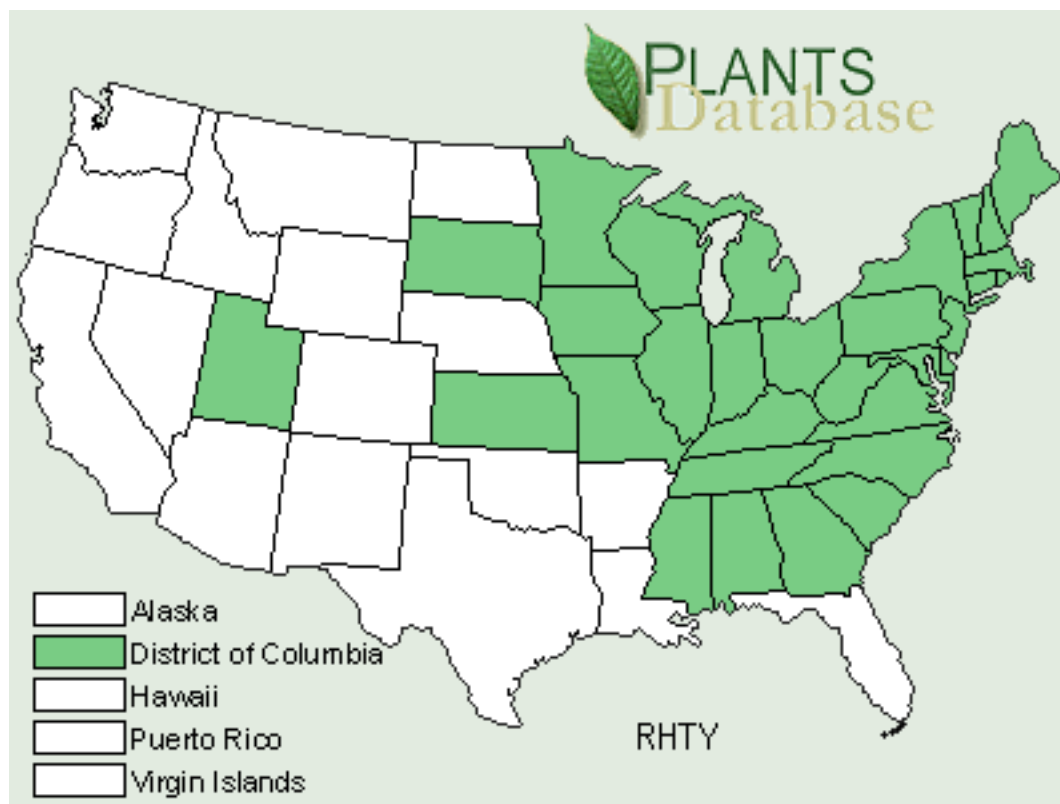 PLANTS
Database
Alaska
District of Columbia
Hawaii
Puerto Rico
Virgin Islands
RHTY